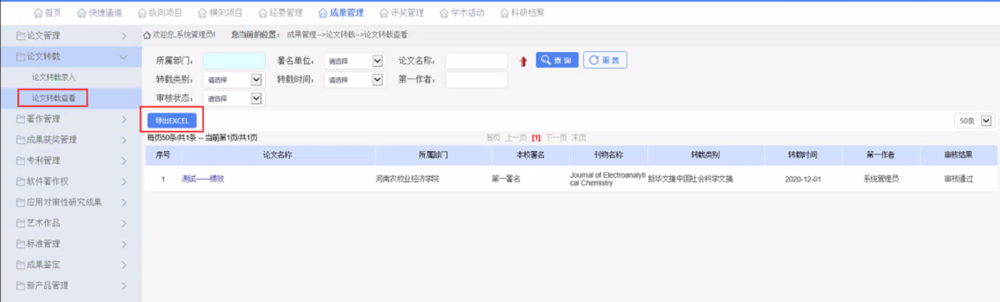 首页 快捷通道 纵向项目 横向项目 经费管理 成果管理 评奖管理 学术活动 科研档案
论文管理
论文转载
论文转载录入
论文转载查看
著作管理
成果获奖管理
专利管理
软件著作权
应用对策性研究成果
艺术作品
标准管理
成果鉴定
新产品管理
欢迎您,系统管理员! 您当前的位置: 成果管理-->论文转载-->论文转载查看
所属部门: 署名单位: 请选择 论文名称: 查询 重置
转载类别: 请选择 转载时间: 请选择 第一作者:
审核状态: 请选择
导出EXCEL 50条
每页50条/共1条 -- 当前第1页/共1页 首页 上一页 [1] 下一页 末页
序号 论文名称 所属部门 本校署名 刊物名称 转载类别 转载时间 第一作者 审核结果
1 测试——绩效 河南农牧业经济学院 第一署名 Journal of Electroanalyti 新华文摘中国社会科学文摘 2020-12-01 系统管理员 审核通过
cal Chemistry